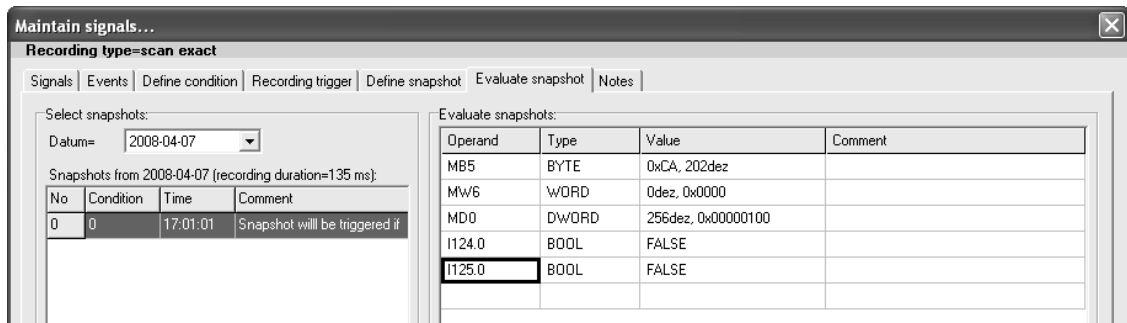 Maintain signals...
Recording type=scan exact
Signals Events Define condition Recording trigger Define snapshot Evaluate snapshot Notes
Select snapshots:
Datum= 2008-04-07
Snapshots from 2008-04-07 (recording duration=135 ms):
No Condition Time Comment
0 0 17:01:01 Snapshot willl be triggered if
Evaluate snapshots:
Operand Type Value Comment
MB5 BYTE 0xCA, 202dez
MW6 WORD 0dez, 0x0000
MD0 DWORD 256dez, 0x00000100
I124.0 BOOL FALSE
I125.0 BOOL FALSE